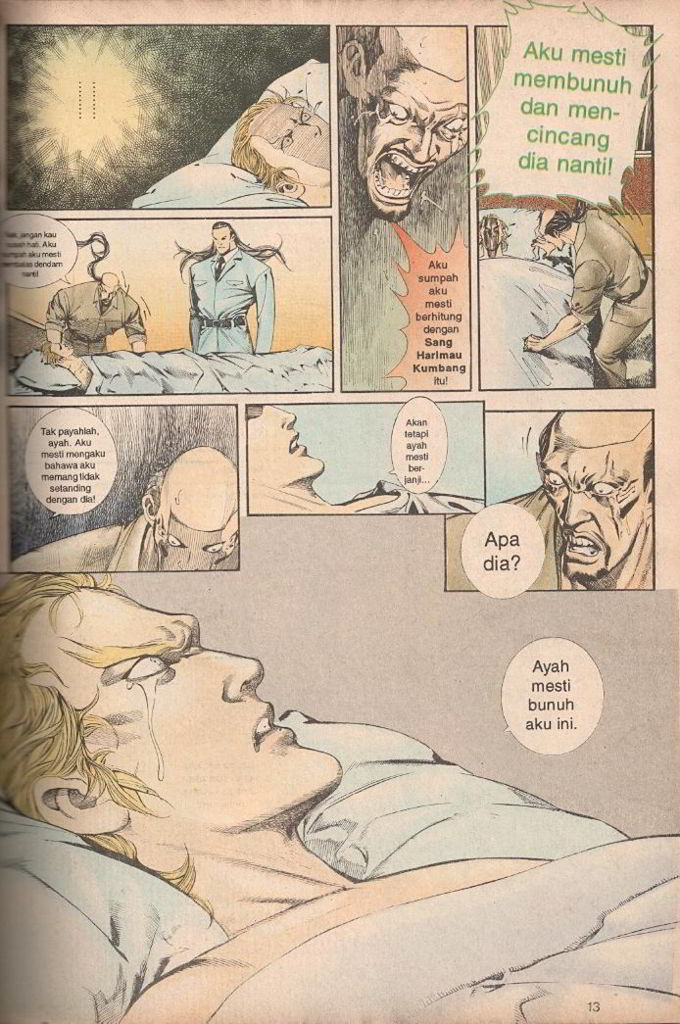 ......
Aku mesti
membunuh
dan men-
cincang
dia nanti!
jangan kau
susah hati. Aku
sumpah aku mesti
membalas dendam
nanti!
Aku
sumpah
aku
mesti
berhitung
dengan
Sang
Harimau
Kumbang
itu!
Tak payahlah,
ayah. Aku
mesti mengaku
bahawa aku
memang tidak
setanding
dengan dia!
Akan
tetapi
ayah
mesti
ber-
janji...
Apa
dia?
Ayah
mesti
bunuh
aku ini.
13